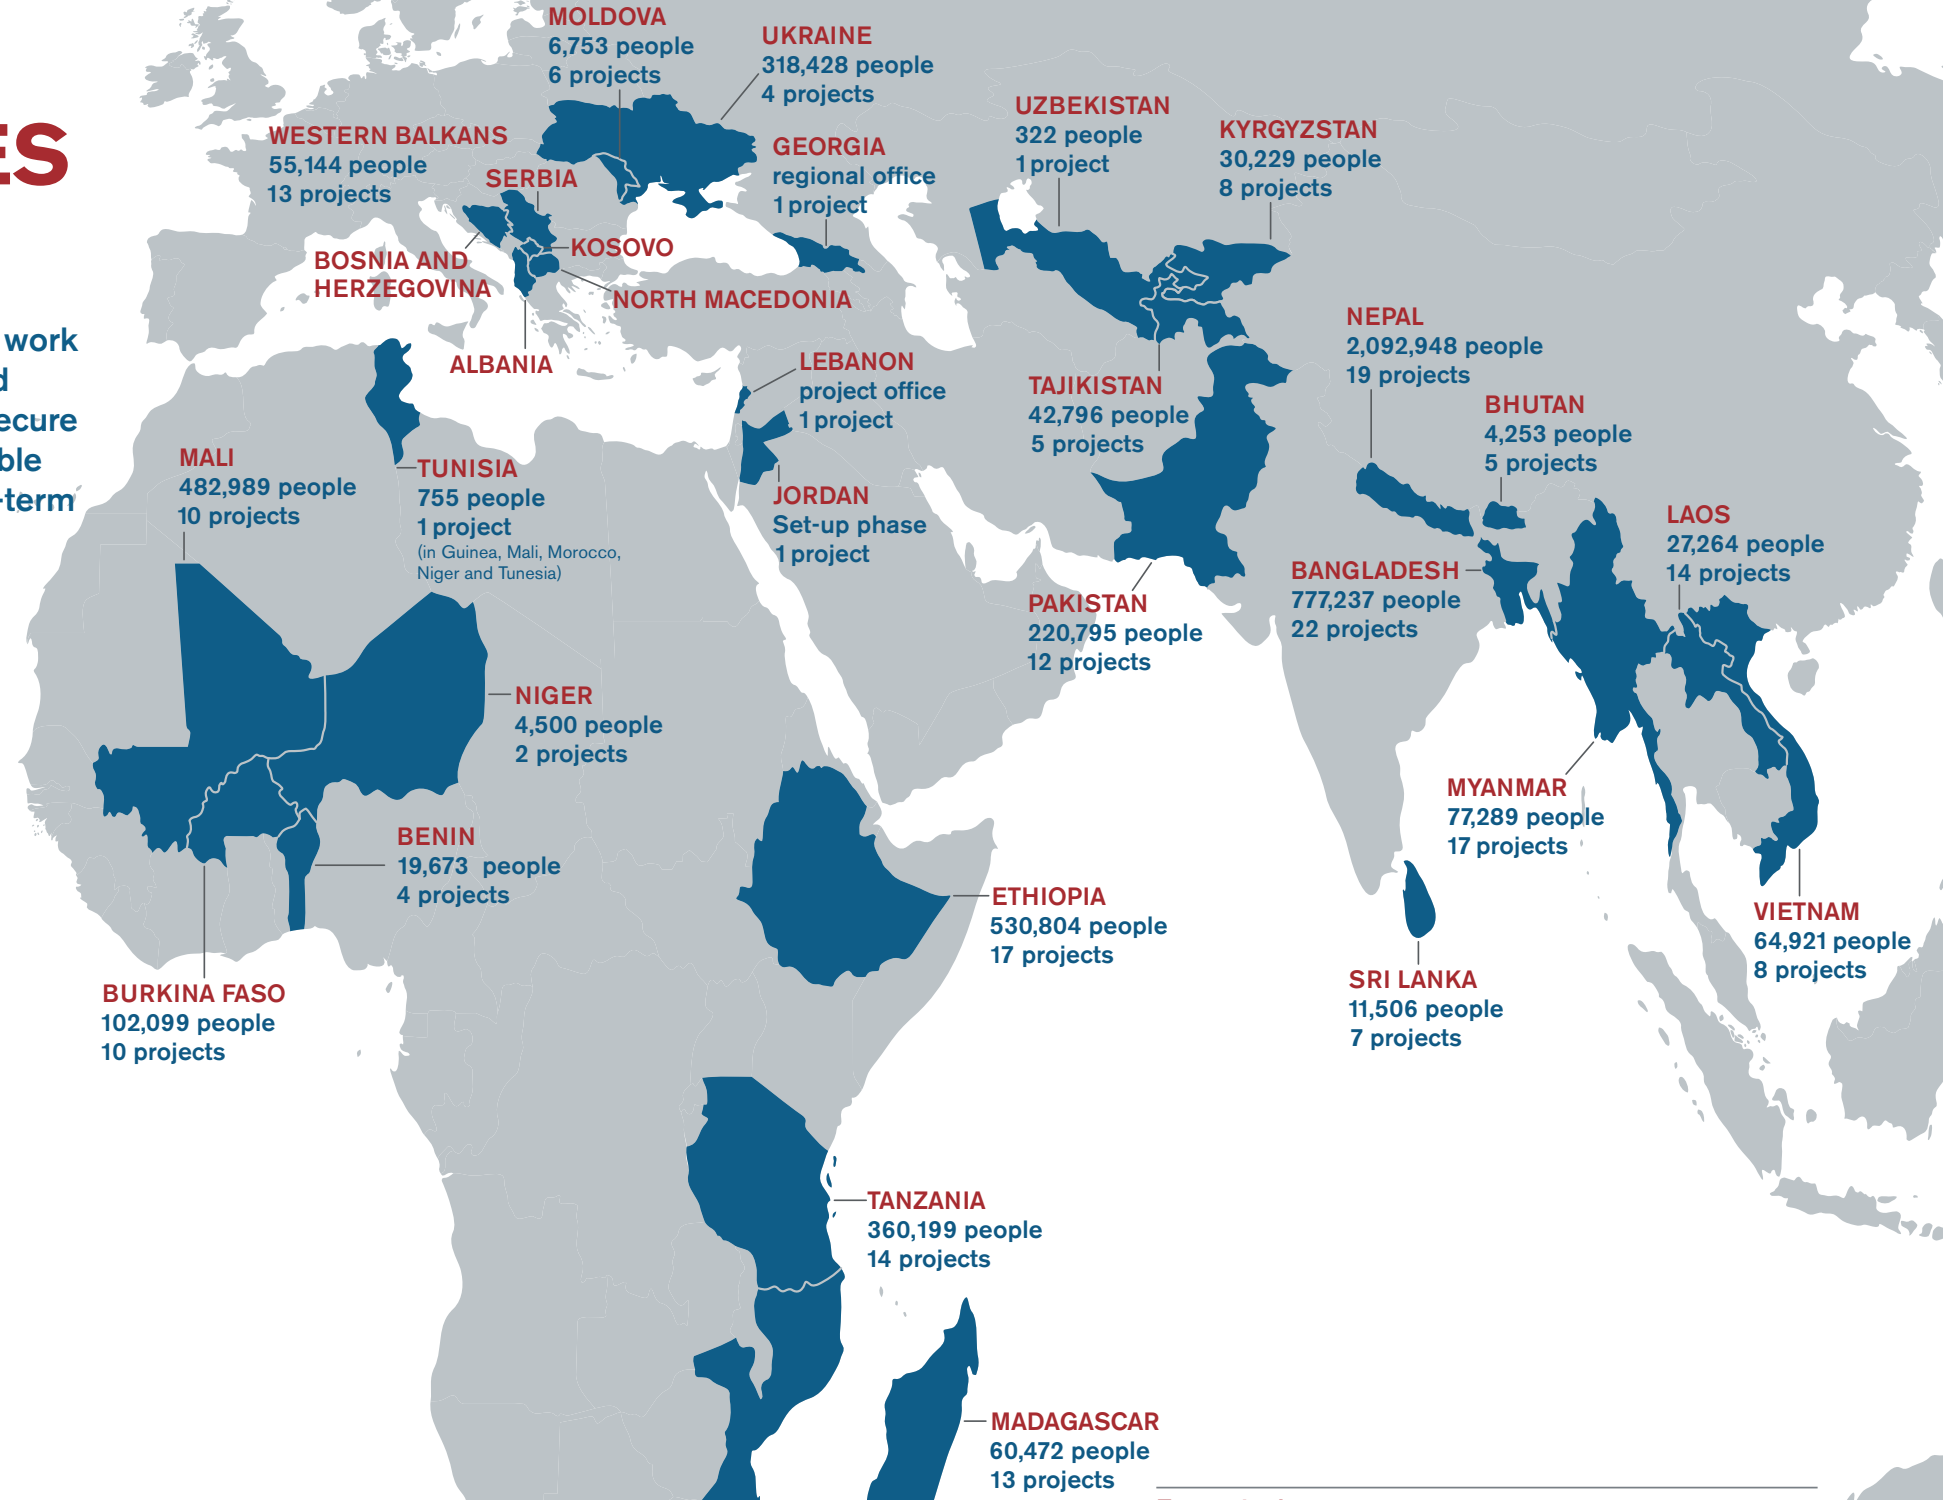 ES
work
d
ecure
ble
-term
MOLDOVA
6,753 people
6 projects
UKRAINE
318,428 people
4 projects
WESTERN BALKANS
55,144 people
13 projects
SERBIA
KOSOVO
BOSNIA AND
HERZEGOVINA
NORTH MACEDONIA
ALBANIA
GEORGIA
regional office
1 project
UZBEKISTAN
322 people
1 project
KYRGYZSTAN
30,229 people
8 projects
LEBANON
project office
1 project
TAJIKISTAN
42,796 people
5 projects
NEPAL
2,092,948 people
19 projects
BHUTAN
4,253 people
5 projects
MALI
482,989 people
10 projects
TUNISIA
755 people
1 project
(in Guinea, Mali, Morocco,
Niger and Tunesia)
JORDAN
Set-up phase
1 project
PAKISTAN
220,795 people
12 projects
BANGLADESH
777,237 people
22 projects
LAOS
27,264 people
14 projects
NIGER
4,500 people
2 projects
MYANMAR
77,289 people
17 projects
BENIN
19,673 people
4 projects
ETHIOPIA
530,804 people
17 projects
VIETNAM
64,921 people
8 projects
SRI LANKA
11,506 people
7 projects
BURKINA FASO
102,099 people
10 projects
TANZANIA
360,199 people
14 projects
MADAGASCAR
60,472 people
13 projects